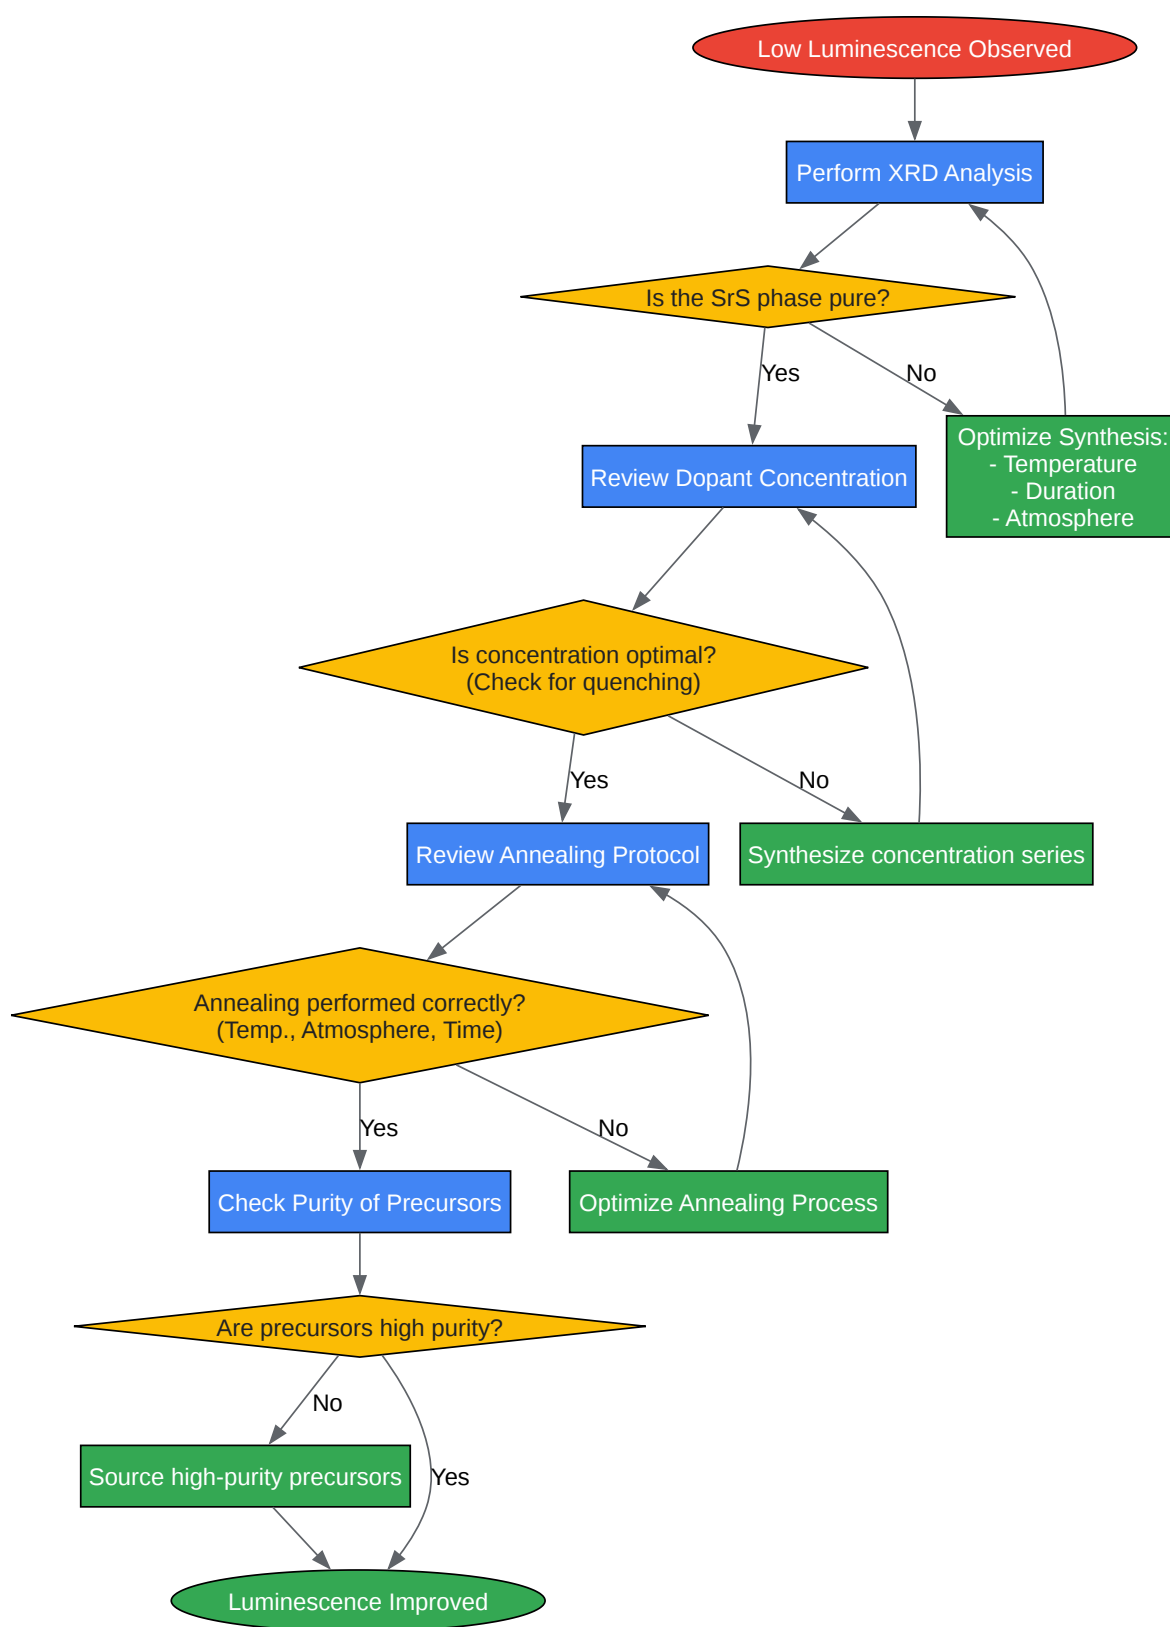 Low Luminescence Observed
Perform XRD Analysis
Is the SrS phase pure?
Yes
No
Optimize Synthesis:
- Temperature
- Duration
- Atmosphere
Review Dopant Concentration
Is concentration optimal?
(Check for quenching)
Yes
No
Review Annealing Protocol
Synthesize concentration series
Annealing performed correctly?
(Temp., Atmosphere, Time)
Yes
No
Check Purity of Precursors
Optimize Annealing Process
Are precursors high purity?
No
Source high-purity precursors
Yes
Luminescence Improved